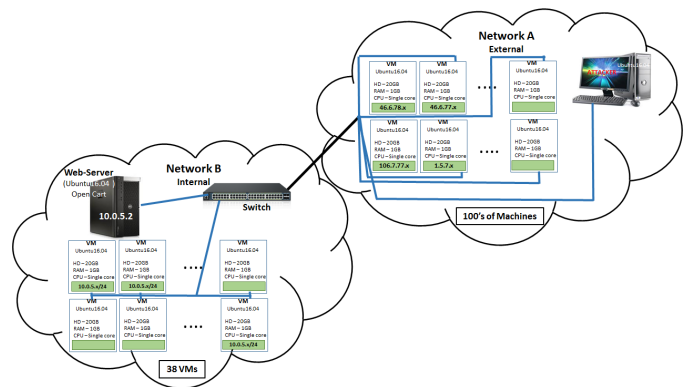 Network A
External
VM
Ubuntu16.04
HD – 20GB
RAM – 1GB
CPU – Single core
46.6.78.x
VM
Ubuntu16.04
HD – 20GB
RAM – 1GB
CPU – Single core
46.6.77.x
....
VM
Ubuntu16.04
HD – 20GB
RAM – 1GB
CPU – Single core
Ubuntu16.04
ATTACKER
VM
Ubuntu16.04
HD – 20GB
RAM – 1GB
CPU – Single core
106.7.77.x
VM
Ubuntu16.04
HD – 20GB
RAM – 1GB
CPU – Single core
1.5.7.x
....
VM
Ubuntu16.04
HD – 20GB
RAM – 1GB
CPU – Single core
100's of Machines
Network B
Internal
Web-Server
(Ubuntu16.04 )
Open Cart
10.0.5.2
Switch
VM
Ubuntu16.04
HD – 20GB
RAM – 1GB
CPU – Single core
10.0.5.x/24
VM
Ubuntu16.04
HD – 20GB
RAM – 1GB
CPU – Single core
10.0.5.x/24
....
VM
Ubuntu16.04
HD – 20GB
RAM – 1GB
CPU – Single core
VM
Ubuntu16.04
HD – 20GB
RAM – 1GB
CPU – Single core
VM
Ubuntu16.04
HD – 20GB
RAM – 1GB
CPU – Single core
....
VM
Ubuntu16.04
HD – 20GB
RAM – 1GB
CPU – Single core
10.0.5.x/24
38 VMs